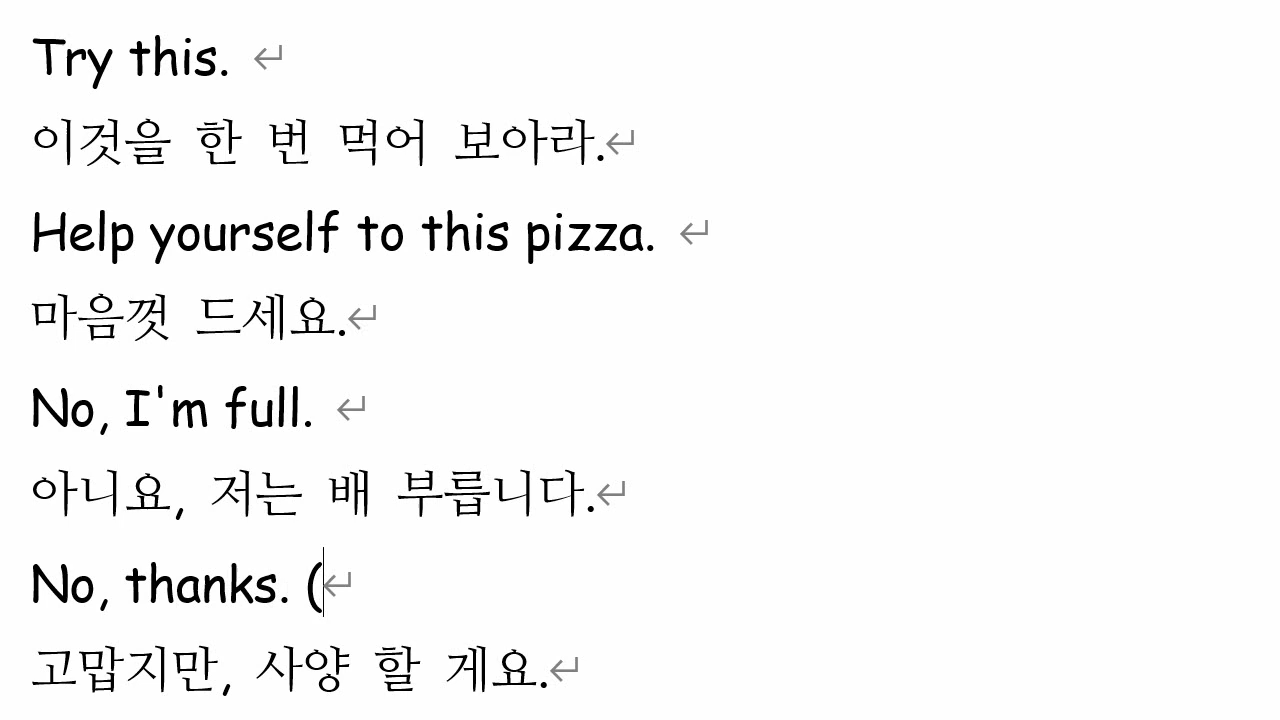 Try this.
이것을 한 번 먹어 보아라.
Help yourself to this pizza.
마음껏 드세요.
No, I'm full.
아니요, 저는 배 부릅니다.
No, thanks. (
고맙지만, 사양 할 게요.